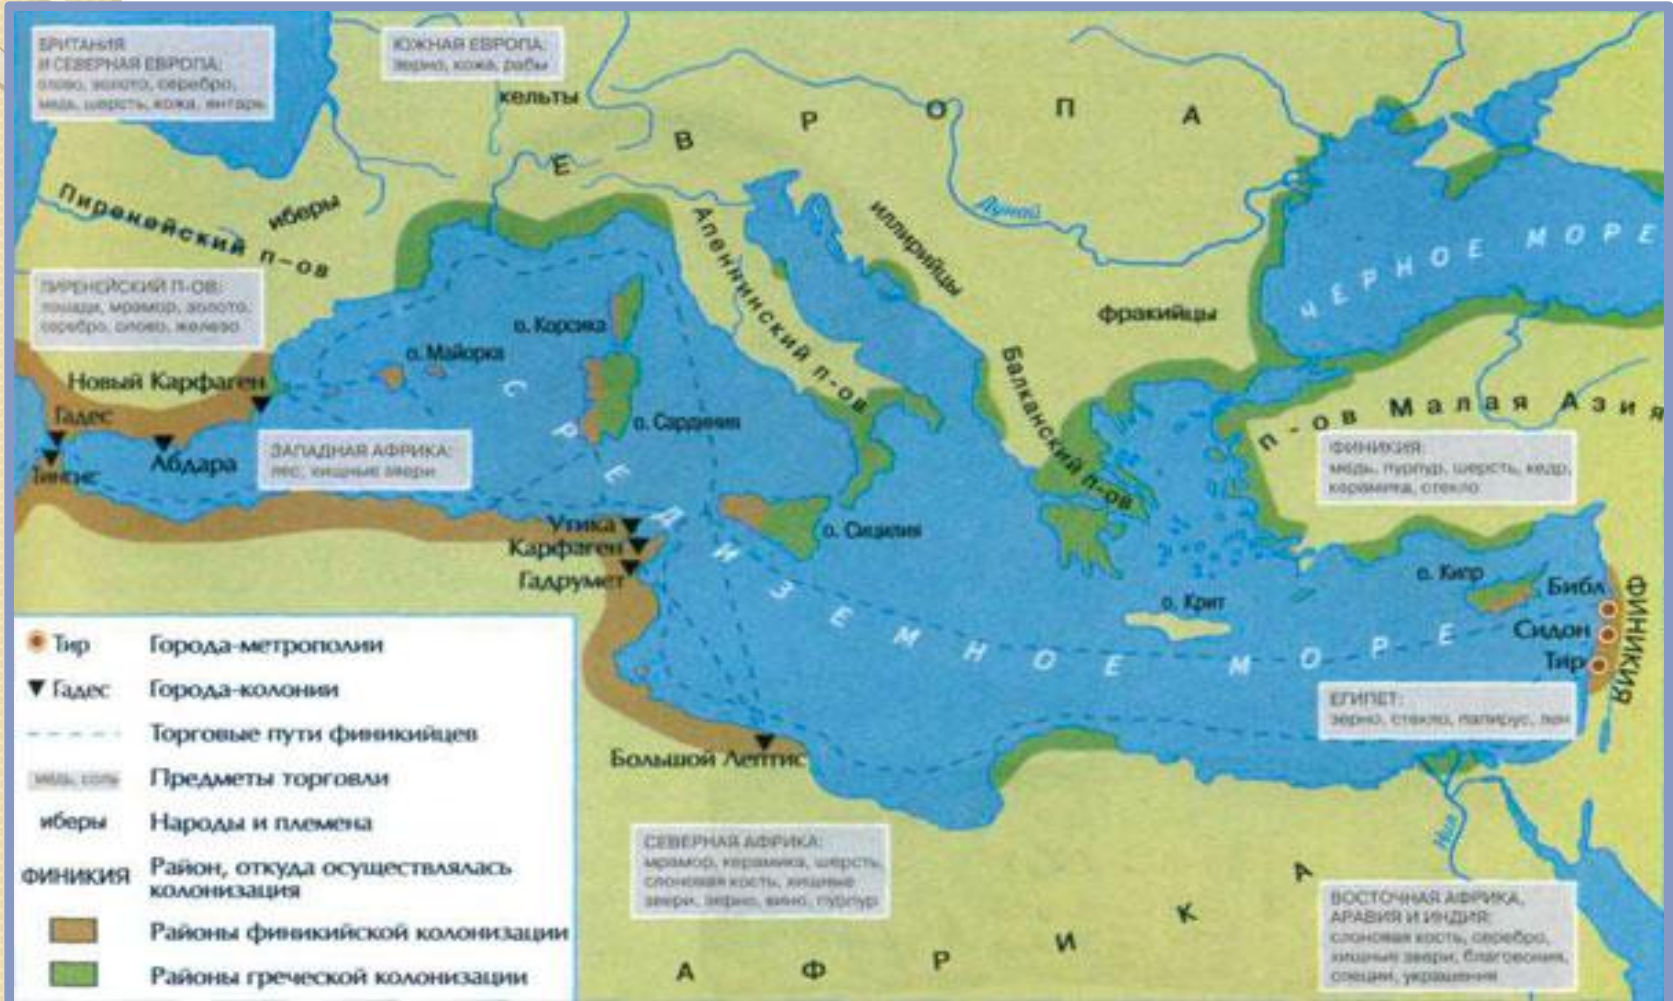 БРИТАНИЯ
И СЕВЕРНАЯ ЕВРОПА:
олово, золото, серебро,
медь, шерсть, кожа, янтарь
ЮЖНАЯ ЕВРОПА:
зерно, кожа, рабы
кельты
ЕВРОПА
Пиренейский п-ов
иберы
Дунай
Апеннинский п-ов
иллирийцы
ЧЕРНОЕ МОРЕ
ПИРЕНЕЙСКИЙ П-ОВ:
лошади, мрамор, золото,
серебро, олово, железо
фракийцы
о. Корсика
о. Майорка
Балканский п-ов
п-ов Малая Азия
Новый Карфаген
Гадес
о. Сардиния
Абдара
Тингис
ЗАПАДНАЯ АФРИКА:
лес, хищные звери
ФИНИКИЯ:
медь, пурпур, шерсть, кедр,
керамика, стекло
СРЕДИЗЕМНОЕ МОРЕ
Утика
Карфаген
Гадрумет
о. Сицилия
о. Крит
о. Кипр
Библ
Сидон
Тир
ФИНИКИЯ
ЕГИПЕТ:
зерно, стекло, папирус, лен
Большой Лептис
Нил
СЕВЕРНАЯ АФРИКА:
мрамор, керамика, шерсть,
слоновая кость, хищные
звери, зерно, вино, пурпур
АФРИКА
ВОСТОЧНАЯ АФРИКА,
АРАВИЯ И ИНДИЯ:
слоновая кость, серебро,
хищные звери, благовония,
специи, украшения
Тир Города-метрополии
Гадес Города-колонии
Торговые пути финикийцев
медь, соль Предметы торговли
иберы Народы и племена
ФИНИКИЯ Район, откуда осуществлялась
колонизация
Районы финикийской колонизации
Районы греческой колонизации